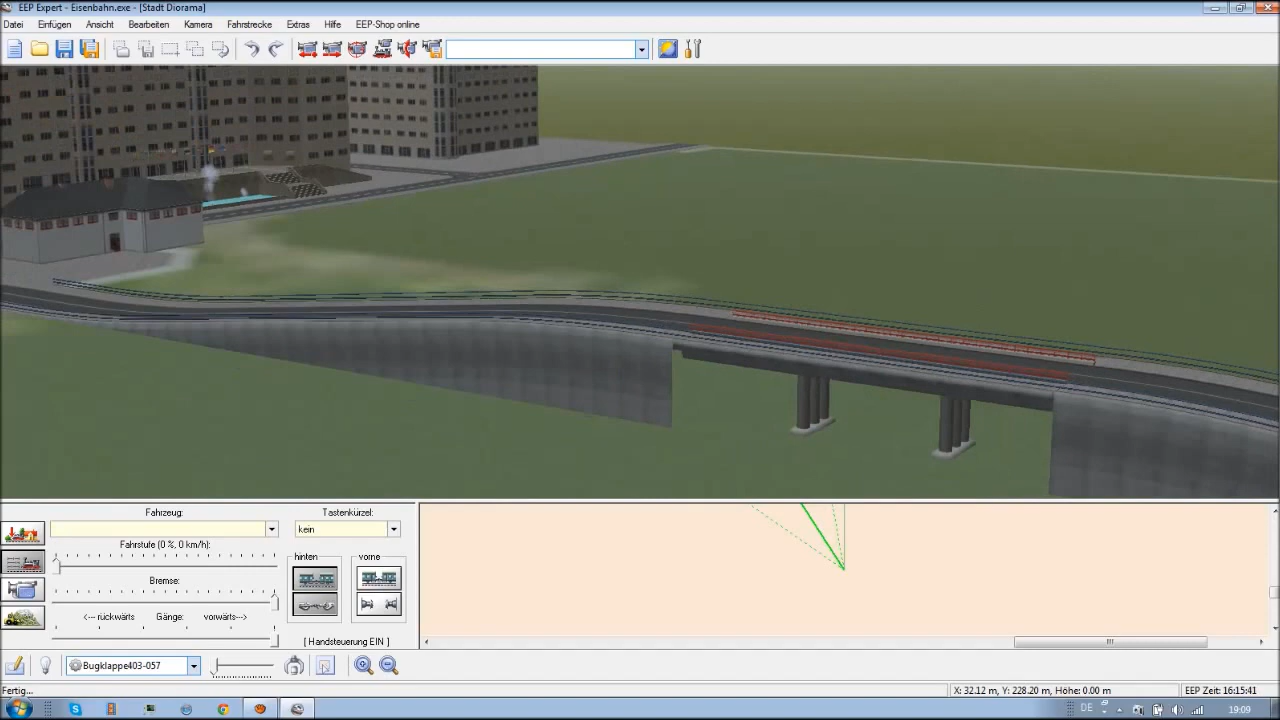 EEP Expert - Eisenbahn.exe - [Stadt Diorama]
Datei Einfügen Ansicht Bearbeiten Kamera Fahrstrecke Extras Hilfe EEP-Shop online
Fahrzeug:
Tastenkürzel:
kein
Fahrstufe (0 %, 0 km/h):
hinten
vorne
Bremse:
<--- rückwärts Gänge: vorwärts--->
[ Handsteuerung EIN ]
Bugklappe403-057
Fertig...
X: 32.12 m, Y: 228.20 m, Höhe: 0.00 m
EEP Zeit: 16:15:41
DE
19:09